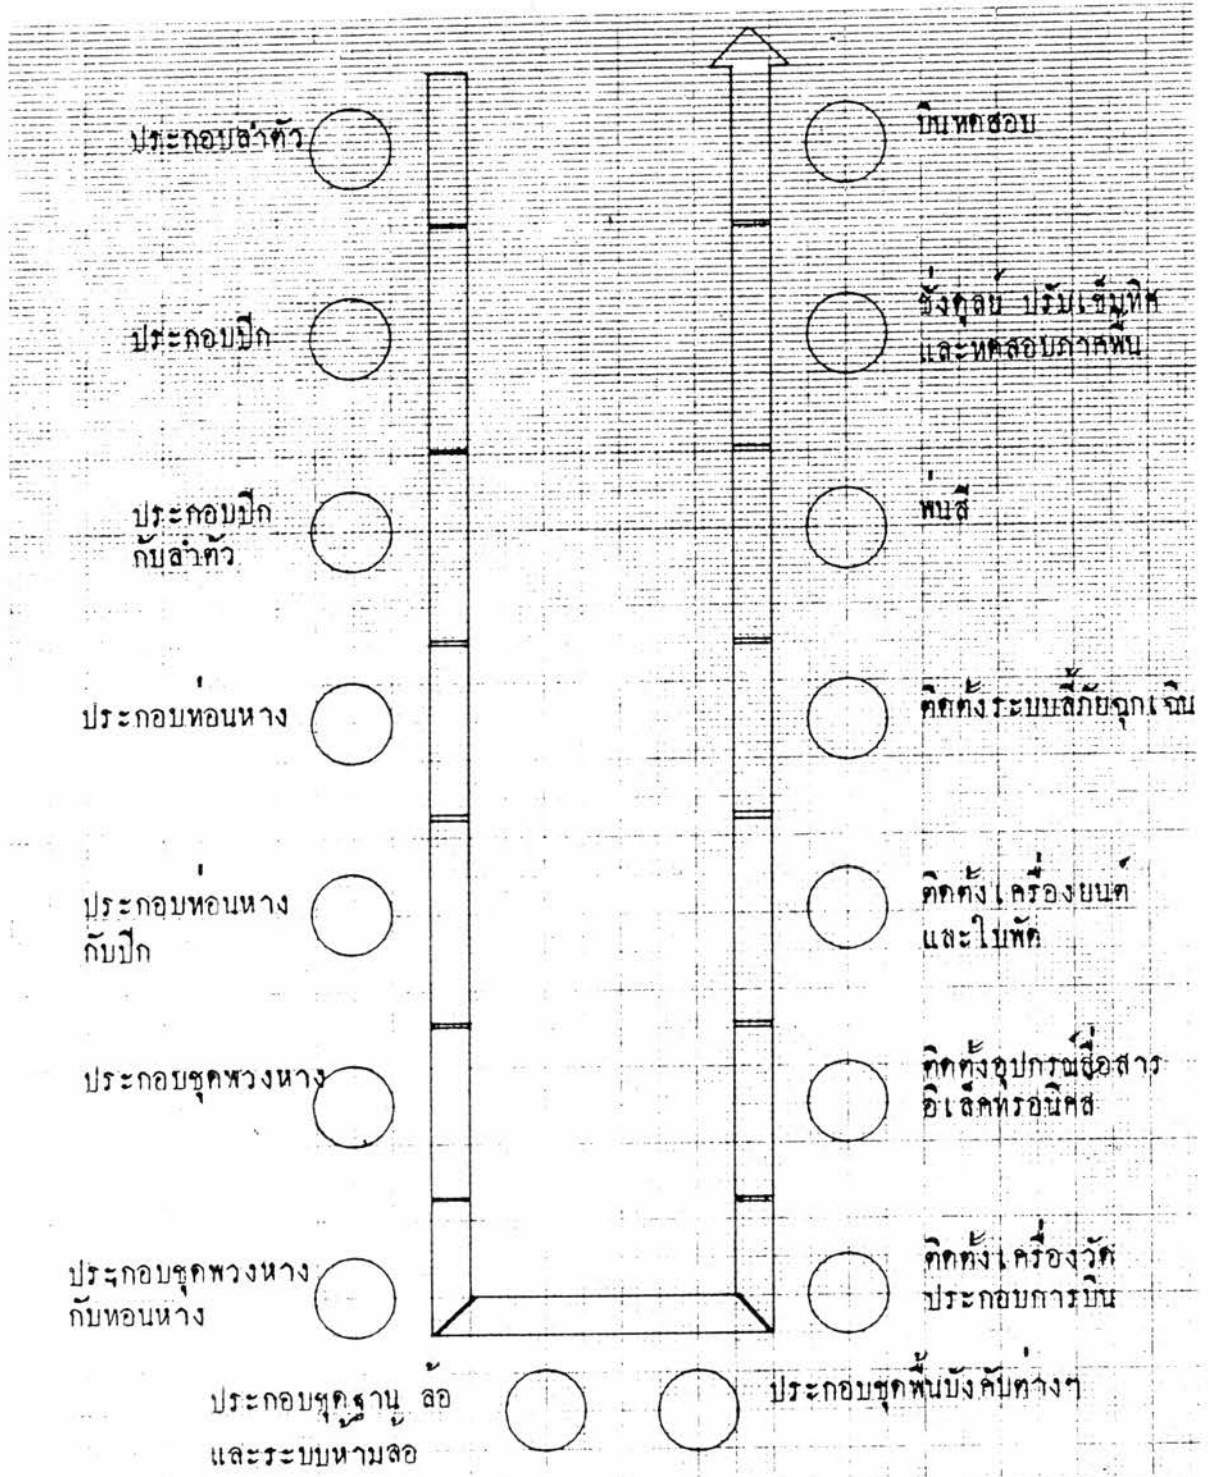 ประกอบลำตัว
ประกอบปีก
ประกอบปีก
กับลำตัว
ประกอบท่อนหาง
ประกอบท่อนหาง
กับปีก
ประกอบชุดพวงหาง
ประกอบชุดพวงหาง
กับทอนหาง
ประกอบชุดฐาน ล้อ
และระบบห้ามล้อ
ประกอบชุดพื้นบังคับต่างๆ
ติดตั้งเครื่องวัด
ประกอบการบิน
ติดตั้งอุปกรณ์สื่อสาร
อิเล็คทรอนิคส์
ติดตั้งเครื่องยนต์
และใบพัด
ติดตั้งระบบลี้ภัยฉุกเฉิน
พ่นสี
ชั่งดุลย์ ปรับเข็มทิศ
และทดสอบภาคพื้น
บินทดสอบ